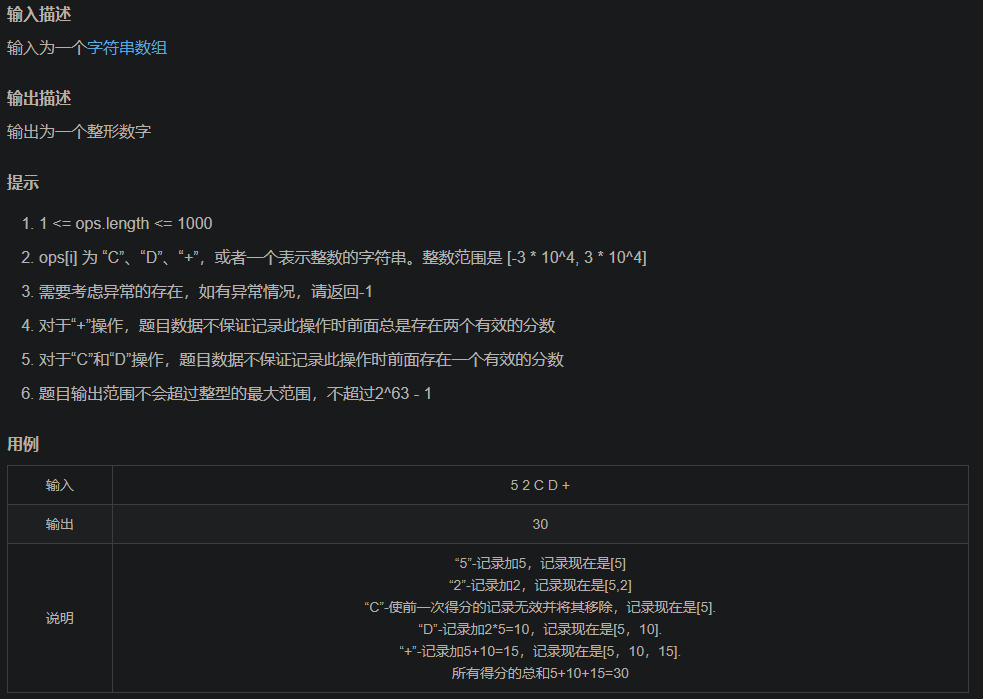 输入描述
输入为一个字符串数组
输出描述
输出为一个整形数字
提示
1. 1 <= ops.length <= 1000
2. ops[i] 为 “C”、“D”、“+”，或者一个表示整数的字符串。整数范围是 [-3 * 10^4, 3 * 10^4]
3. 需要考虑异常的存在，如有异常情况，请返回-1
4. 对于“+”操作，题目数据不保证记录此操作时前面总是存在两个有效的分数
5. 对于“C”和“D”操作，题目数据不保证记录此操作时前面存在一个有效的分数
6. 题目输出范围不会超过整型的最大范围，不超过2^63 - 1
用例
输入 5 2 C D +
输出 30
说明
“5”-记录加5，记录现在是[5]
“2”-记录加2，记录现在是[5,2]
“C”-使前一次得分的记录无效并将其移除，记录现在是[5].
“D”-记录加2*5=10，记录现在是[5，10].
“+”-记录加5+10=15，记录现在是[5，10，15].
所有得分的总和5+10+15=30